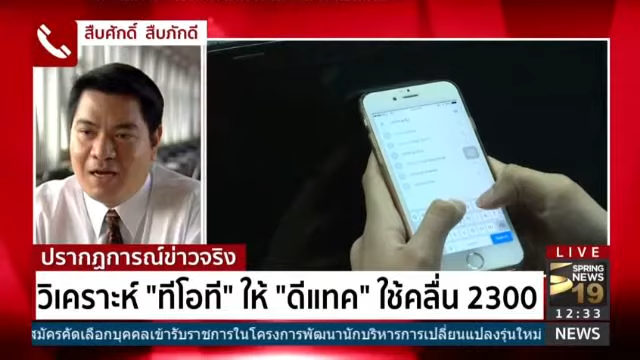 สืบศักดิ์ สืบภักดี
ปรากฏการณ์ข่าวจริง
วิเคราะห์ "ทีโอที" ให้ "ดีแทค" ใช้คลื่น 2300
LIVE
SPRING
NEWS
19
12:33
NEWS
สมัครคัดเลือกบุคคลเข้ารับราชการในโครงการพัฒนานักบริหารการเปลี่ยนแปลงรุ่นใหม่